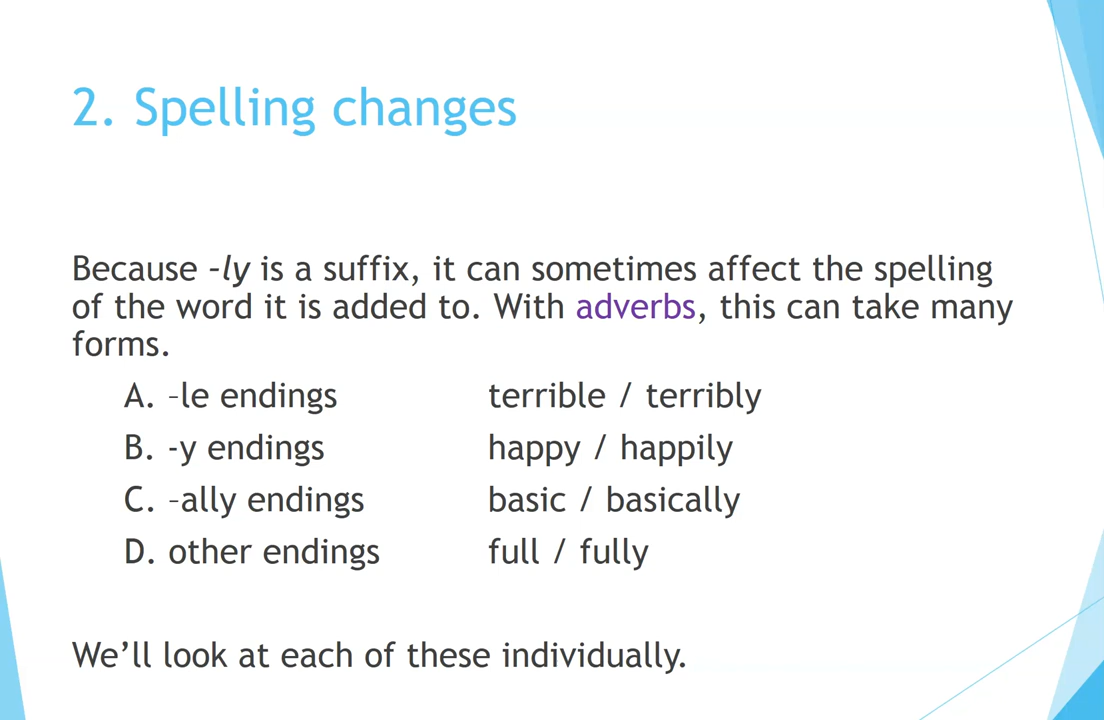 2. Spelling changes
Because -ly is a suffix, it can sometimes affect the spelling
of the word it is added to. With adverbs, this can take many
forms.
A. –le endings terrible / terribly
B. -y endings happy / happily
C. –ally endings basic / basically
D. other endings full / fully
We’ll look at each of these individually.